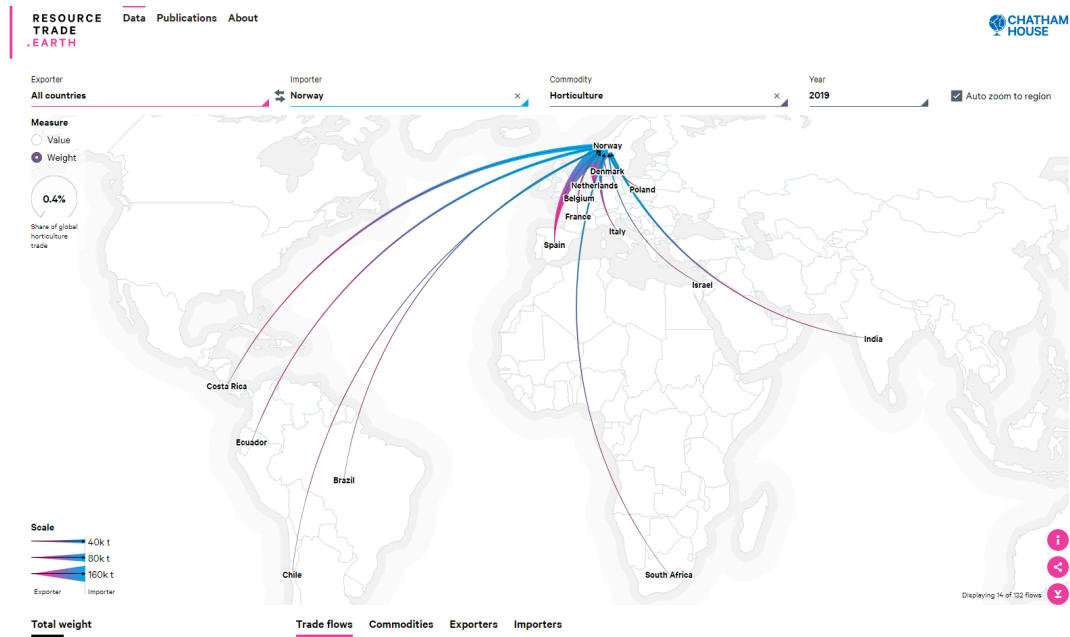 RESOURCE
TRADE
.EARTH
Data Publications About
CHATHAM
HOUSE
Exporter
All countries
Importer
Norway ×
Commodity
Horticulture ×
Year
2019
Auto zoom to region
Measure
Value
Weight
0.4%
Share of global
horticulture
trade
Norway
Denmark
Netherlands
Poland
Belgium
France
Italy
Spain
Israel
India
Costa Rica
Ecuador
Brazil
Chile
South Africa
Scale
40k t
80k t
160k t
Exporter Importer
Displaying 14 of 132 flows
Total weight
Trade flows Commodities Exporters Importers